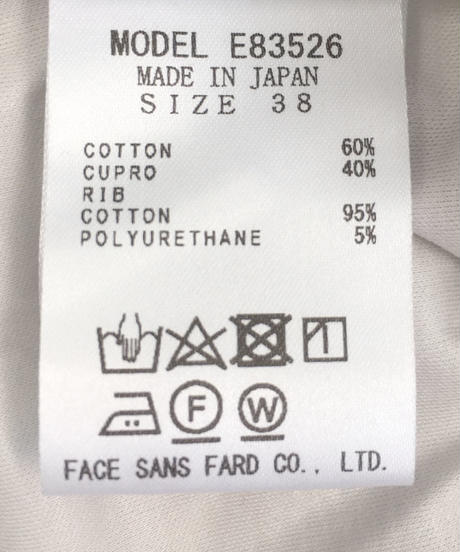 MODEL E83526
MADE IN JAPAN
SIZE 38
COTTON 60%
CUPRO 40%
RIB
COTTON 95%
POLYURETHANE 5%
F W
FACE SANS FARD CO., LTD.